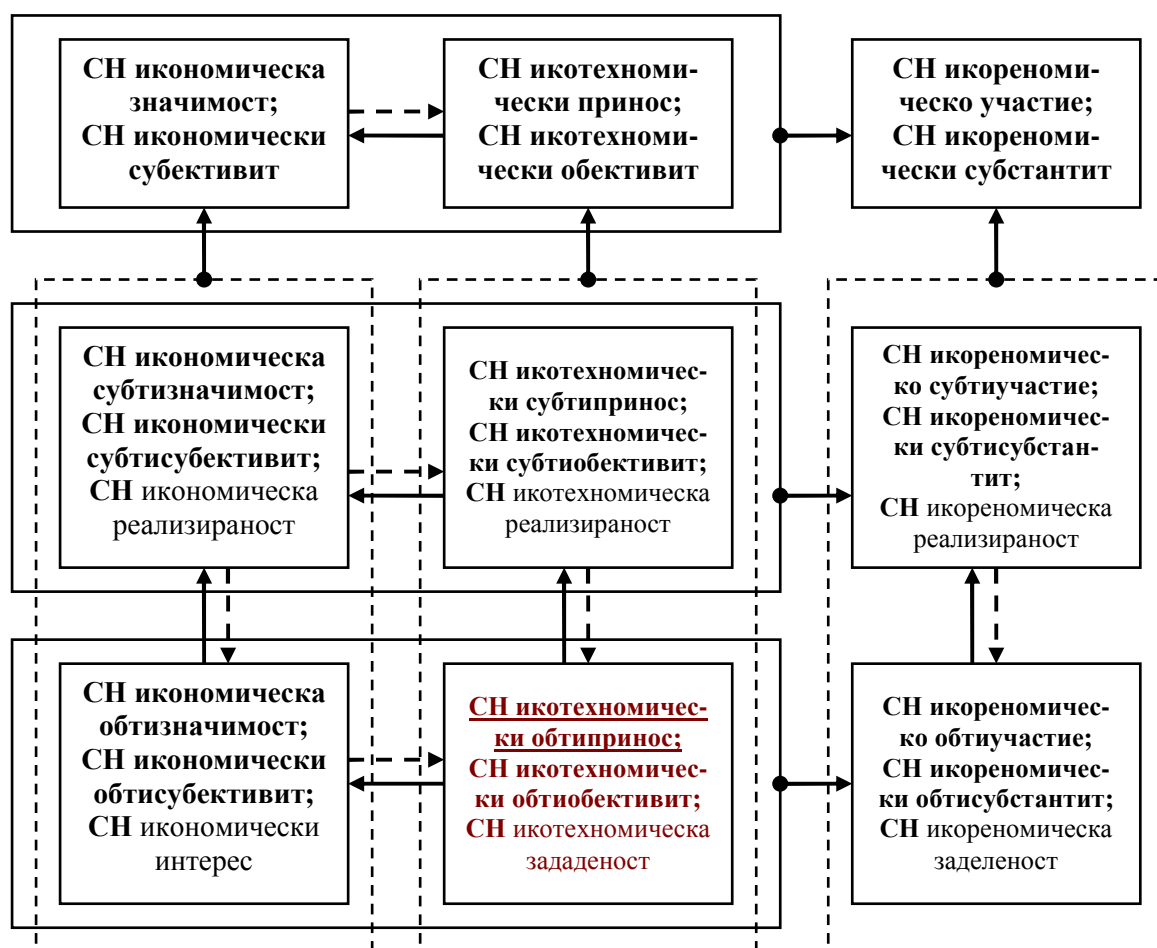 СН икономическа
значимост;
СН икономически
субективит
СН икотехноми-
чески принос;
СН икотехноми-
чески обективит
СН икореноми-
ческо участие;
СН икореноми-
чески субстантит
СН икономическа
субтизначимост;
СН икономически
субтисубективит;
СН икономическа
реализираност
СН икотехномичес-
ки субтипринос;
СН икотехномичес-
ки субтиобективит;
СН икотехномическа
реализираност
СН икореномичес-
ко субтиучастие;
СН икореномичес-
ки субтисубстан-
тит;
СН икореномическа
реализираност
СН икономическа
обтизначимост;
СН икономически
обтисубективит;
СН икономически
интерес
СН икотехномичес-
ки обтипринос;
СН икотехномичес-
ки обтиобективит;
СН икотехномическа
зададеност
СН икореномичес-
ко обтиучастие;
СН икореномичес-
ки обтисубстантит;
СН икореномическа
заделеност